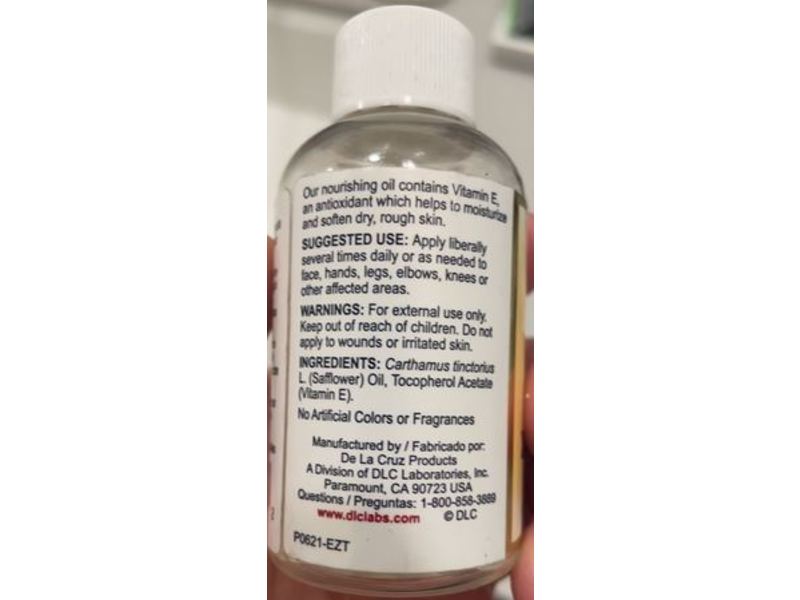 Our nourishing oil contains Vitamin E,
an antioxidant which helps to moisturize
and soften dry, rough skin.
SUGGESTED USE: Apply liberally
several times daily or as needed to
face, hands, legs, elbows, knees or
other affected areas.
WARNINGS: For external use only.
Keep out of reach of children. Do not
apply to wounds or irritated skin.
INGREDIENTS: Carthamus tinctorius
L. (Safflower) Oil, Tocopherol Acetate
(Vitamin E).
No Artificial Colors or Fragrances
Manufactured by / Fabricado por:
De La Cruz Products
A Division of DLC Laboratories, Inc.
Paramount, CA 90723 USA
Questions / Preguntas: 1-800-858-3889
www.dlclabs.com © DLC
P0621-EZT